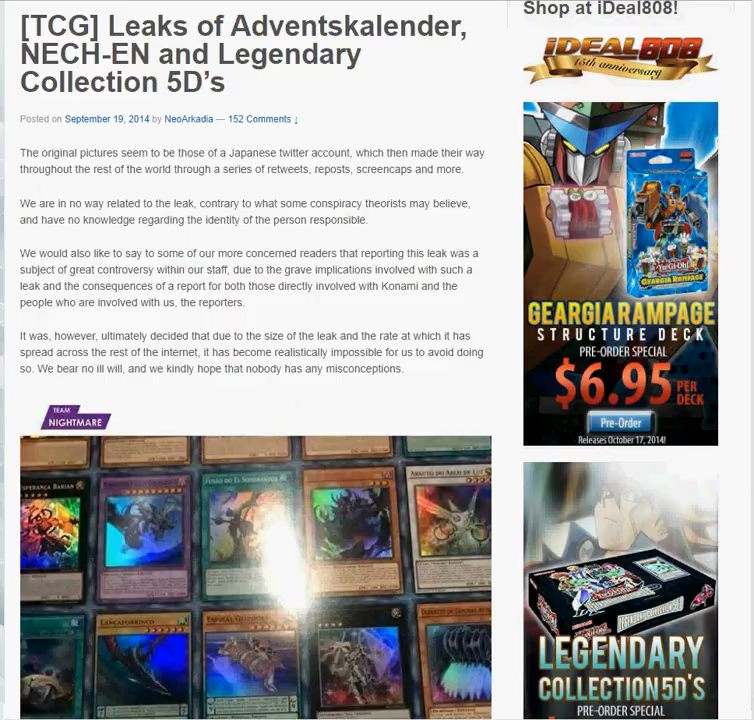 [TCG] Leaks of Adventskalender,
NECH-EN and Legendary
Collection 5D's
Posted on September 19, 2014 by NeoArkadia — 152 Comments ↓
The original pictures seem to be those of a Japanese twitter account, which then made their way
throughout the rest of the world through a series of retweets, reposts, screencaps and more.
We are in no way related to the leak, contrary to what some conspiracy theorists may believe,
and have no knowledge regarding the identity of the person responsible.
We would also like to say to some of our more concerned readers that reporting this leak was a
subject of great controversy within our staff, due to the grave implications involved with such a
leak and the consequences of a report for both those directly involved with Konami and the
people who are involved with us, the reporters.
It was, however, ultimately decided that due to the size of the leak and the rate at which it has
spread across the rest of the internet, it has become realistically impossible for us to avoid doing
so. We bear no ill will, and we kindly hope that nobody has any misconceptions.
TEAM
NIGHTMARE
ESPERANÇA BARIAN
LANÇAFORRINCO
Shop at iDeal808!
iDEAL808
15th anniversary
Yu-Gi-Oh!
GEARGIA RAMPAGE
GEARGIA RAMPAGE
STRUCTURE DECK
PRE-ORDER SPECIAL
$6.95 PER
DECK
Pre-Order
Releases October 17, 2014!
LEGENDARY
COLLECTION 5D'S
PRE-ORDER SPECIAL